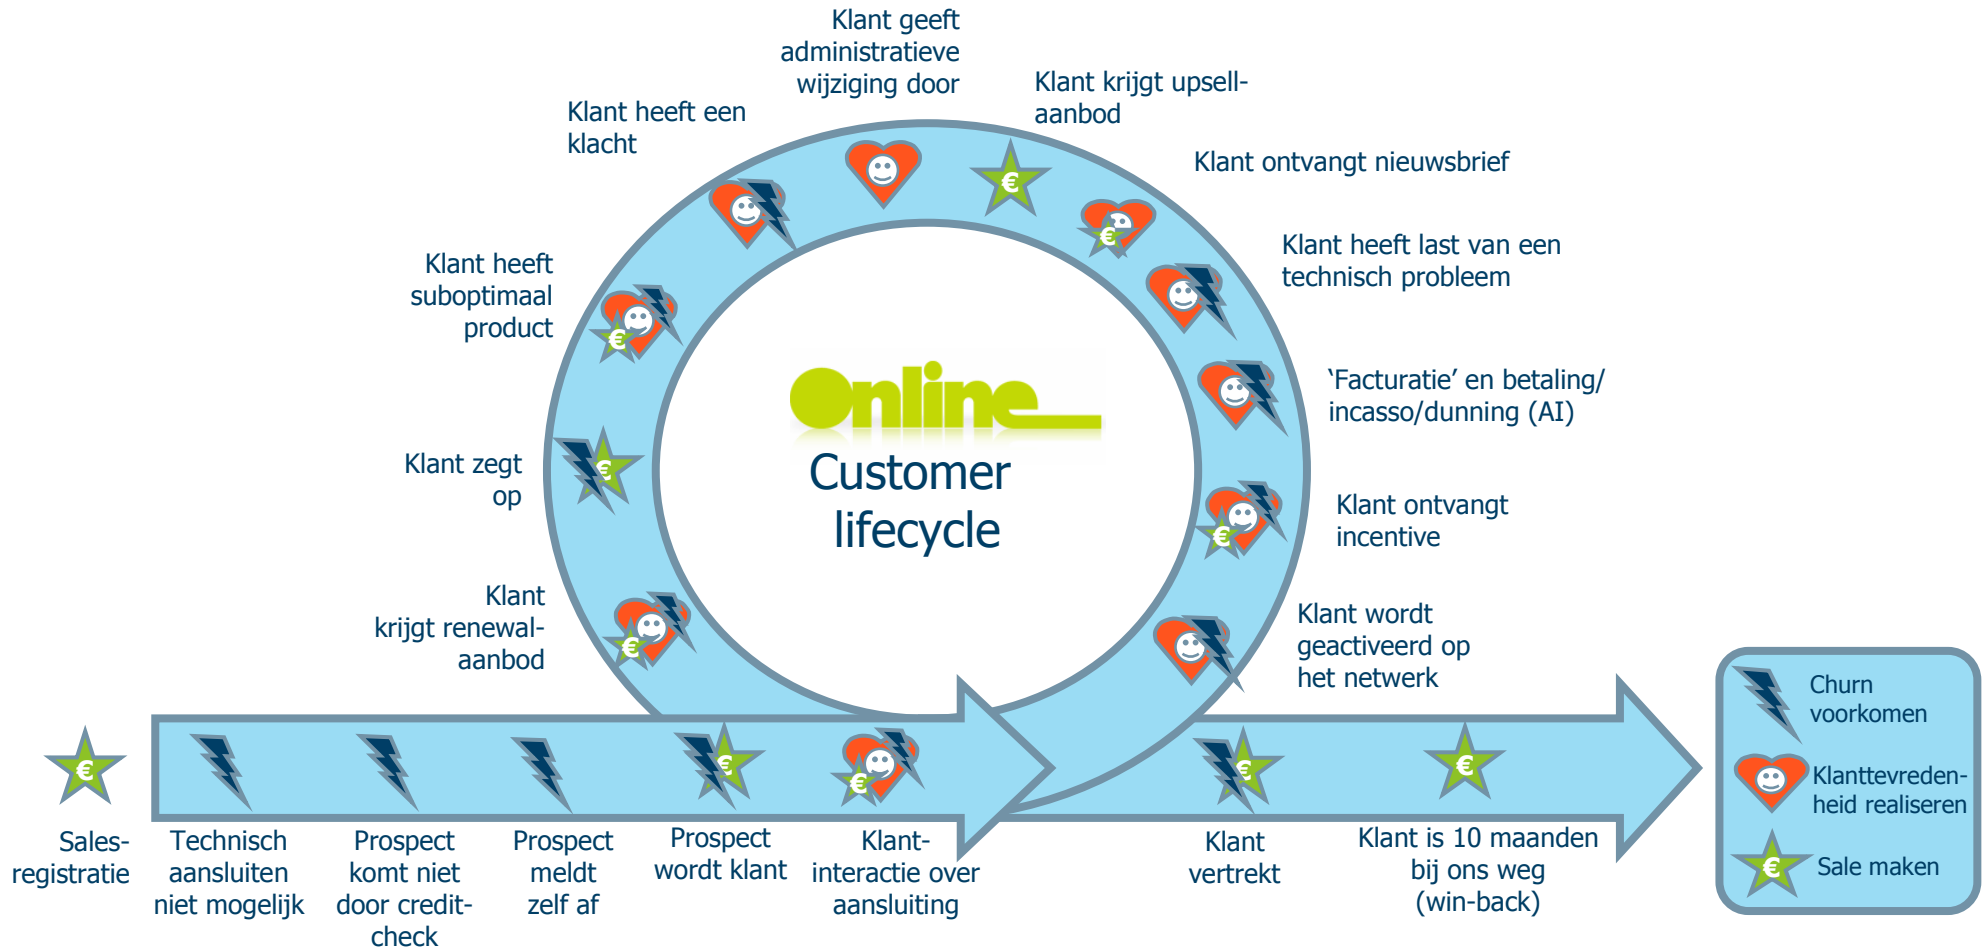 Klant geeft
administratieve
wijziging door
Klant krijgt upsell-
aanbod
Klant heeft een
klacht
Klant ontvangt nieuwsbrief
Klant heeft last van een
technisch probleem
Klant heeft
suboptimaal
product
‘Facturatie’ en betaling/
incasso/dunning (AI)
Online
Customer
lifecycle
Klant zegt
op
Klant ontvangt
incentive
Klant
krijgt renewal-
aanbod
Klant wordt
geactiveerd op
het netwerk
€
€
€
€
€
€
€
€
€
€
€
Sales-
registratie
Technisch
aansluiten
niet mogelijk
Prospect
komt niet
door credit-
check
Prospect
meldt
zelf af
Prospect
wordt klant
Klant-
interactie over
aansluiting
Klant
vertrekt
Klant is 10 maanden
bij ons weg
(win-back)
Churn
voorkomen
Klanttevreden-
heid realiseren
€
Sale maken